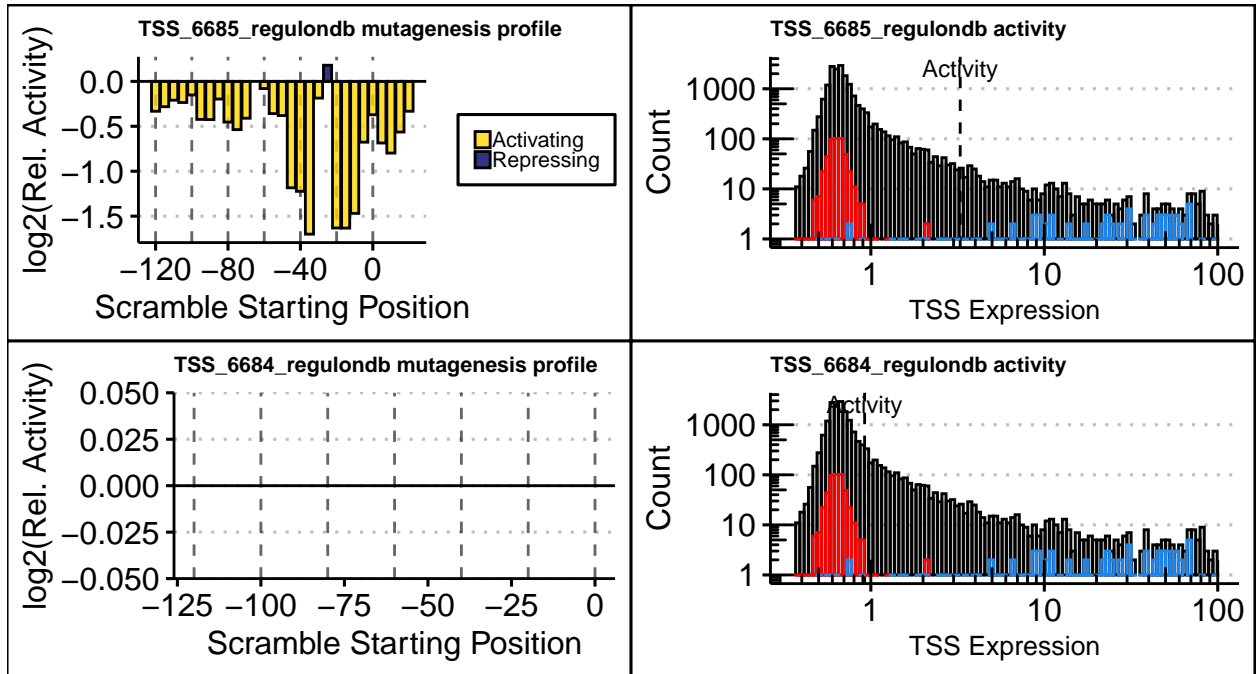 TSS_6685_regulondb mutagenesis profile
log2(Rel. Activity)
0.0
−0.5
−1.0
−1.5
−120 −80 −40 0
Scramble Starting Position
Activating
Repressing
TSS_6685_regulondb activity
Activity
Count
1000
100
10
1
1 10 100
TSS Expression
TSS_6684_regulondb mutagenesis profile
log2(Rel. Activity)
0.050
0.025
0.000
−0.025
−0.050
−125 −100 −75 −50 −25 0
Scramble Starting Position
TSS_6684_regulondb activity
Activity
Count
1000
100
10
1
1 10 100
TSS Expression